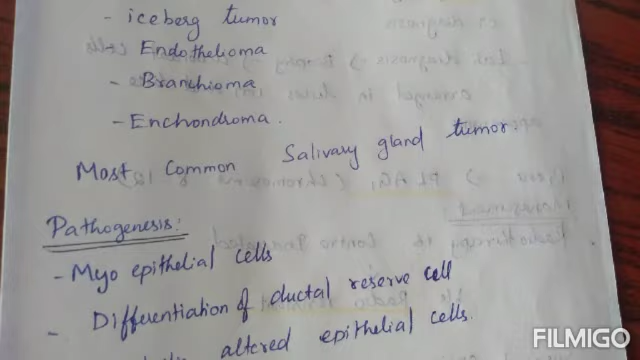 - iceberg tumor
- Endothelioma
- Branchioma
- Enchondroma.
Most Common Salivary gland tumor.
Pathogenesis:
- Myo epithelial cells
- Differentiation of ductal reserve cell
altered epithelial cells.
FILMIGO